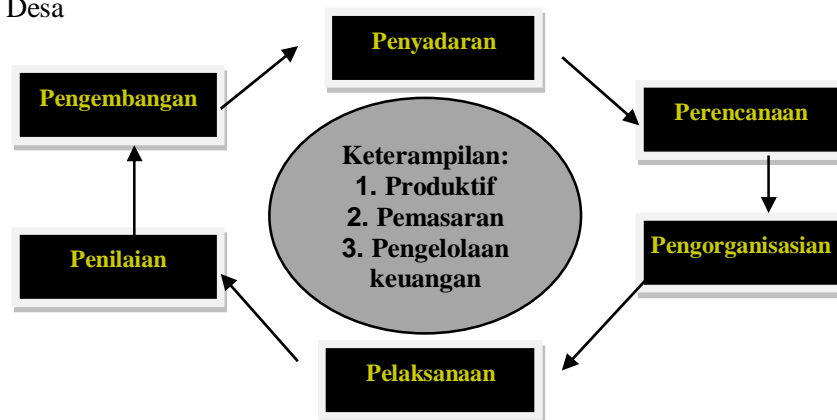 Desa
Penyadaran
Pengembangan
Perencanaan
Keterampilan:
1. Produktif
2. Pemasaran
3. Pengelolaan
keuangan
Pengorganisasian
Penilaian
Pelaksanaan